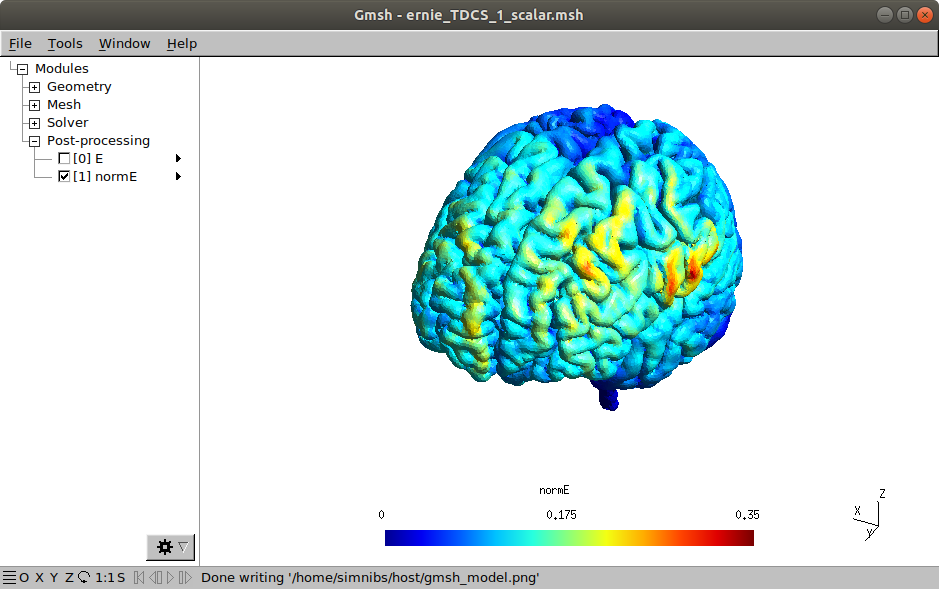 Gmsh - ernie_TDCS_1_scalar.msh
File Tools Window Help
Modules
Geometry
Mesh
Solver
Post-processing
[0] E
[1] normE
normE
0 0.175 0.35
Z
X
Y
O X Y Z 1:1 S Done writing '/home/simnibs/host/gmsh_model.png'